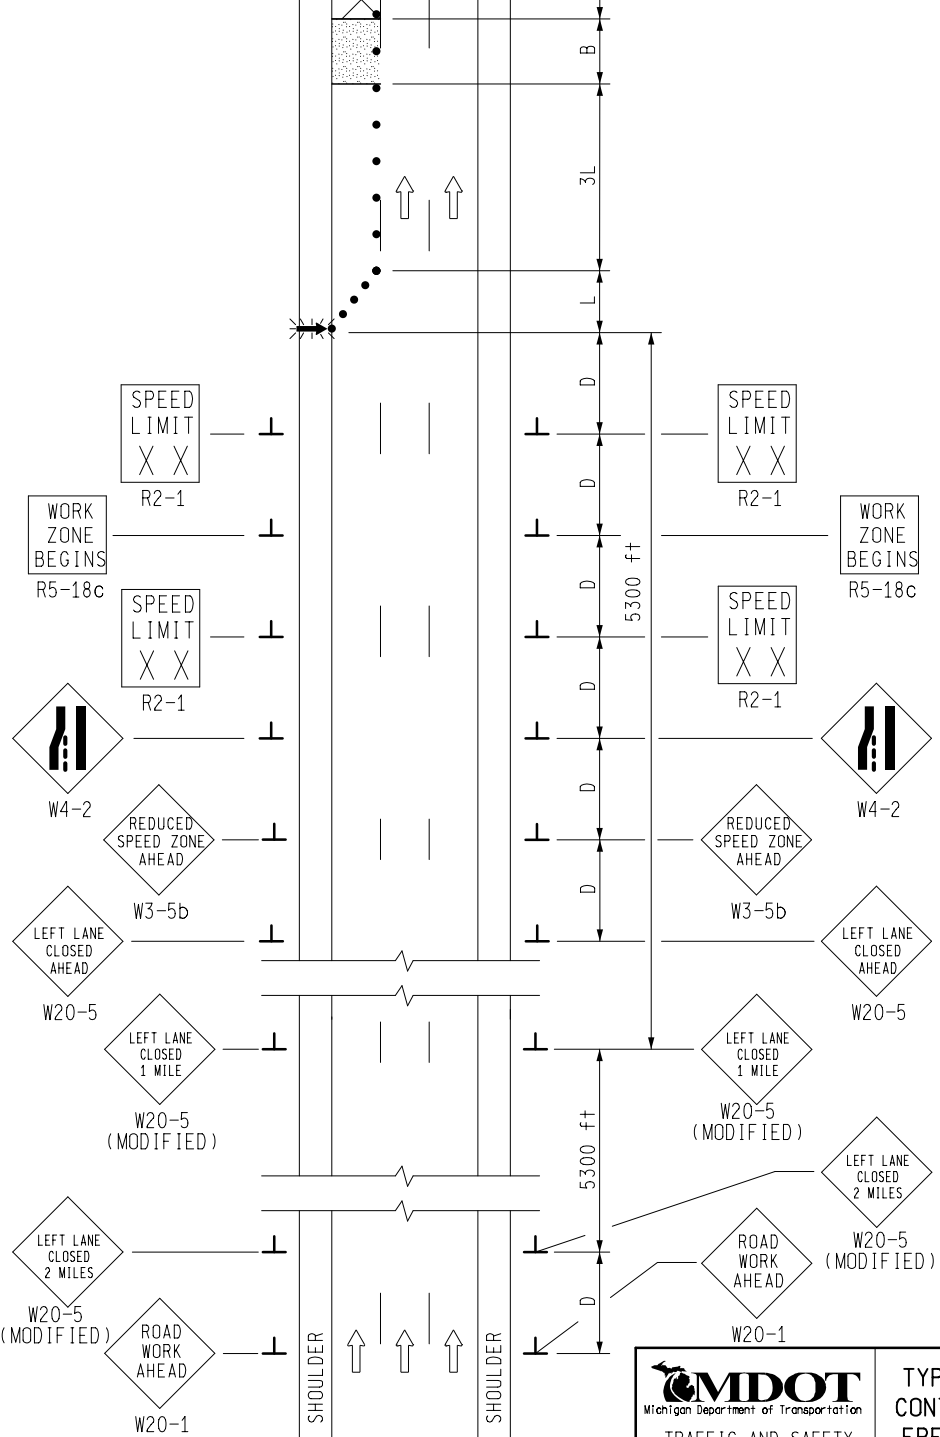 B
3L
L
D
SPEED
LIMIT
X X
R2-1
SPEED
LIMIT
X X
R2-1
D
WORK
ZONE
BEGINS
R5-18c
WORK
ZONE
BEGINS
R5-18c
D
5300 ft
SPEED
LIMIT
X X
R2-1
SPEED
LIMIT
X X
R2-1
D
W4-2
W4-2
D
REDUCED
SPEED ZONE
AHEAD
W3-5b
REDUCED
SPEED ZONE
AHEAD
W3-5b
D
LEFT LANE
CLOSED
AHEAD
W20-5
LEFT LANE
CLOSED
AHEAD
W20-5
LEFT LANE
CLOSED
1 MILE
W20-5
(MODIFIED)
LEFT LANE
CLOSED
1 MILE
W20-5
(MODIFIED)
5300 ft
LEFT LANE
CLOSED
2 MILES
W20-5
(MODIFIED)
LEFT LANE
CLOSED
2 MILES
W20-5
(MODIFIED)
D
ROAD
WORK
AHEAD
W20-1
ROAD
WORK
AHEAD
W20-1
SHOULDER
SHOULDER
MDOT
Michigan Department of Transportation
TRAFFIC AND SAFETY